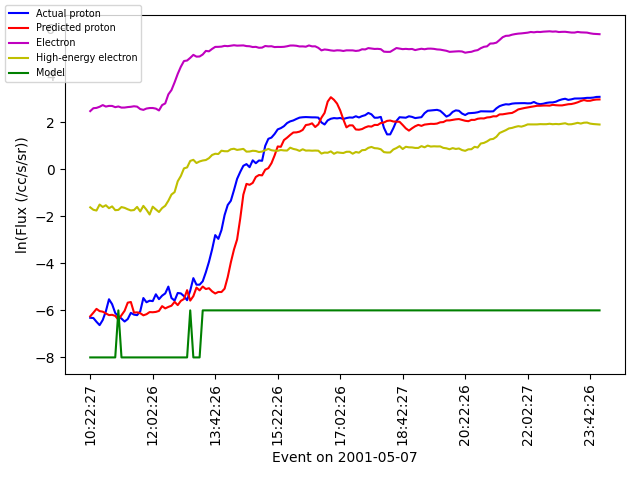 Actual proton
Predicted proton
Electron
High-energy electron
Model
ln(Flux (/cc/s/sr))
2
0
−2
−4
−6
−8
10:22:27
12:02:26
13:42:26
15:22:26
17:02:26
18:42:27
20:22:26
22:02:27
23:42:26
Event on 2001-05-07